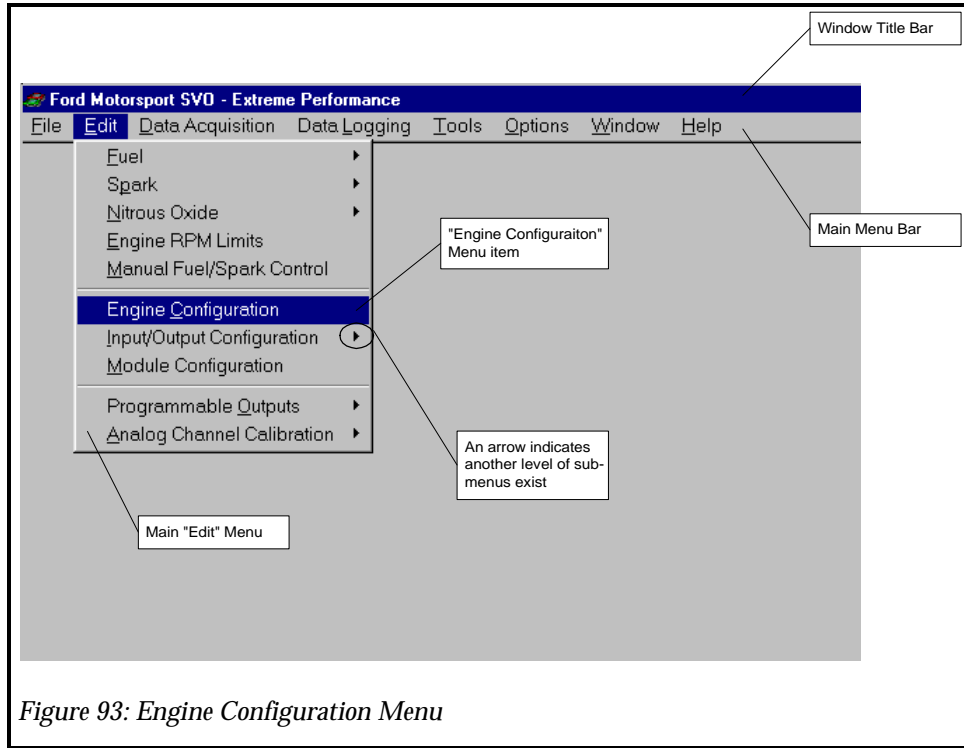 Window Title Bar
Ford Motorsport SVO - Extreme Performance
File Edit Data Acquisition Data Logging Tools Options Window Help
Fuel
Spark
Nitrous Oxide
Engine RPM Limits
Manual Fuel/Spark Control
"Engine Configuraiton"
Menu item
Main Menu Bar
Engine Configuration
Input/Output Configuration
Module Configuration
Programmable Outputs
Analog Channel Calibration
An arrow indicates
another level of sub-
menus exist
Main "Edit" Menu
Figure 93: Engine Configuration Menu